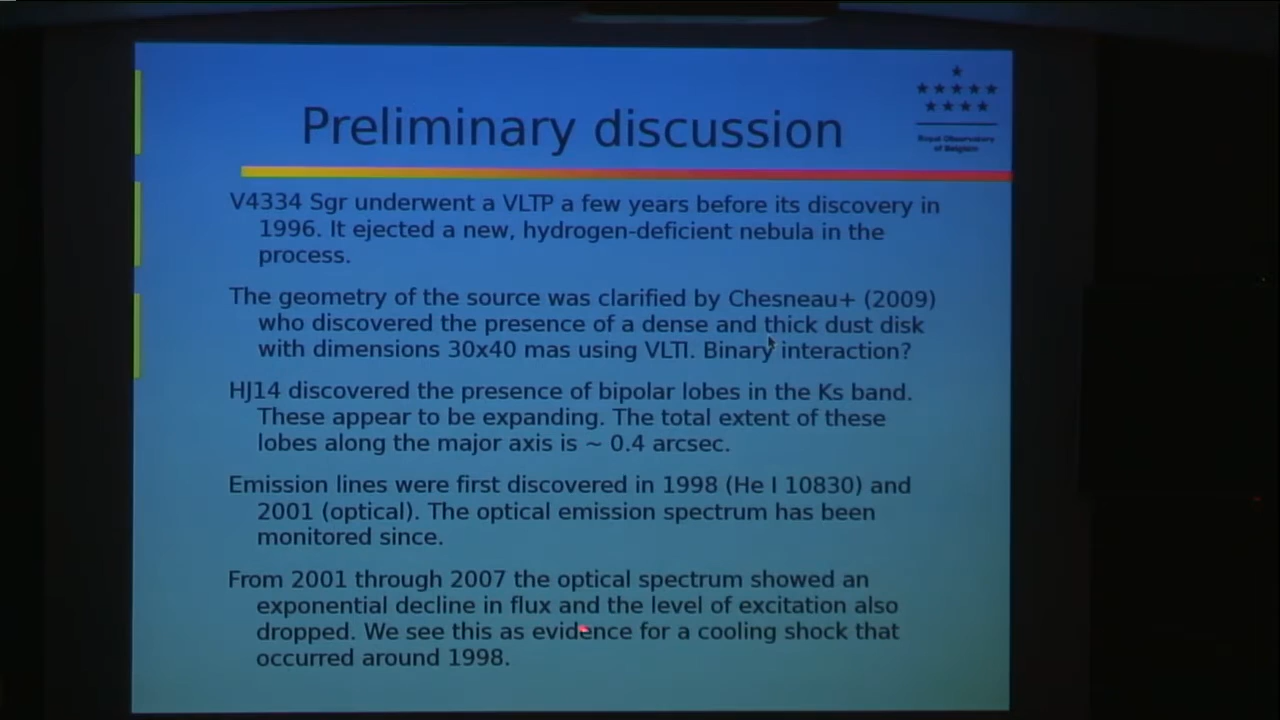 Preliminary discussion
Royal Observatory
of Belgium
V4334 Sgr underwent a VLTP a few years before its discovery in
1996. It ejected a new, hydrogen-deficient nebula in the
process.
The geometry of the source was clarified by Chesneau+ (2009)
who discovered the presence of a dense and thick dust disk
with dimensions 30x40 mas using VLTI. Binary interaction?
HJ14 discovered the presence of bipolar lobes in the Ks band.
These appear to be expanding. The total extent of these
lobes along the major axis is ~ 0.4 arcsec.
Emission lines were first discovered in 1998 (He I 10830) and
2001 (optical). The optical emission spectrum has been
monitored since.
From 2001 through 2007 the optical spectrum showed an
exponential decline in flux and the level of excitation also
dropped. We see this as evidence for a cooling shock that
occurred around 1998.